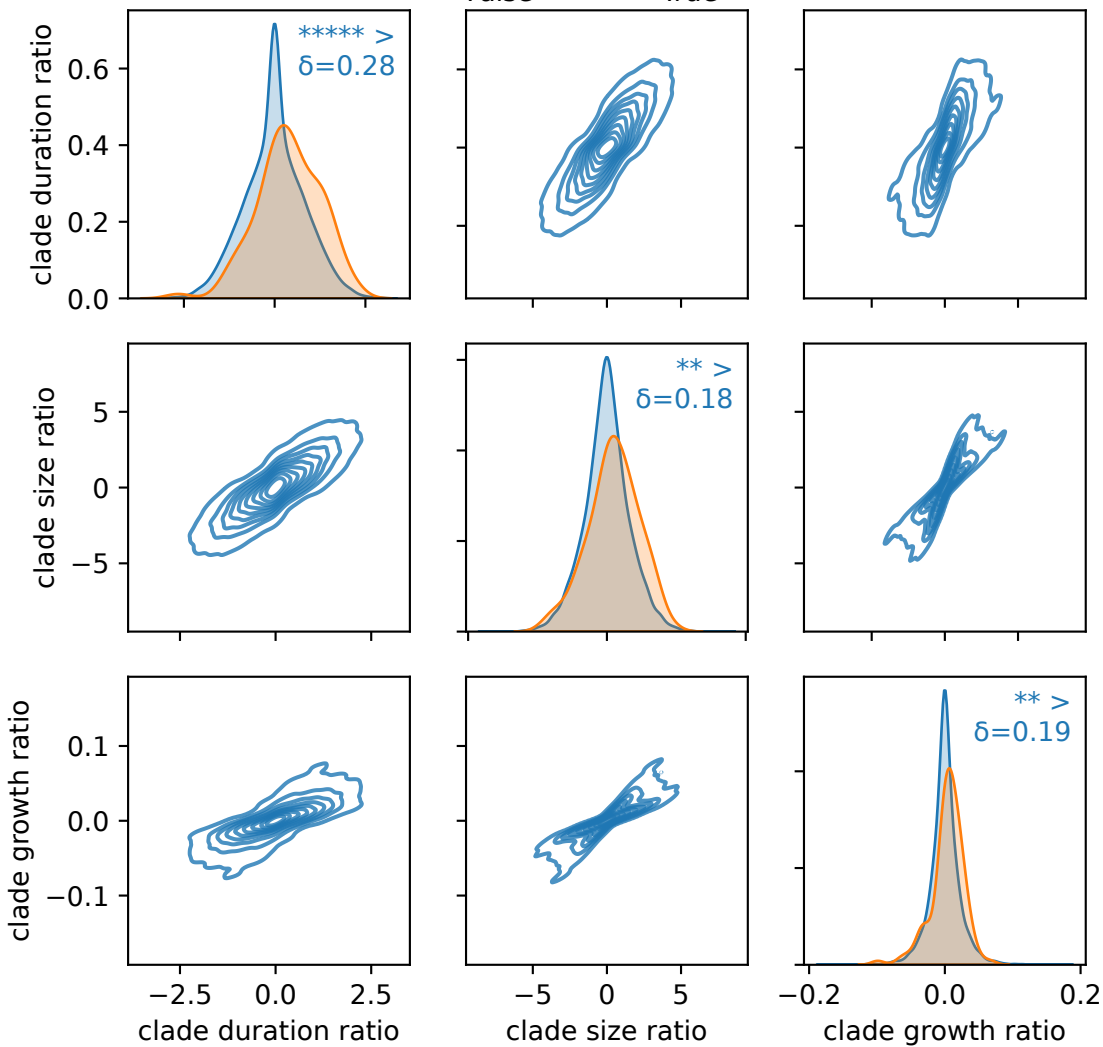 ***** >
δ=0.28
clade duration ratio
0.6
0.4
0.2
0.0
** >
δ=0.18
clade size ratio
5
0
−5
** >
δ=0.19
clade growth ratio
0.1
0.0
−0.1
−2.5 0.0 2.5
−5 0 5
−0.2 0.0 0.2
clade duration ratio
clade size ratio
clade growth ratio